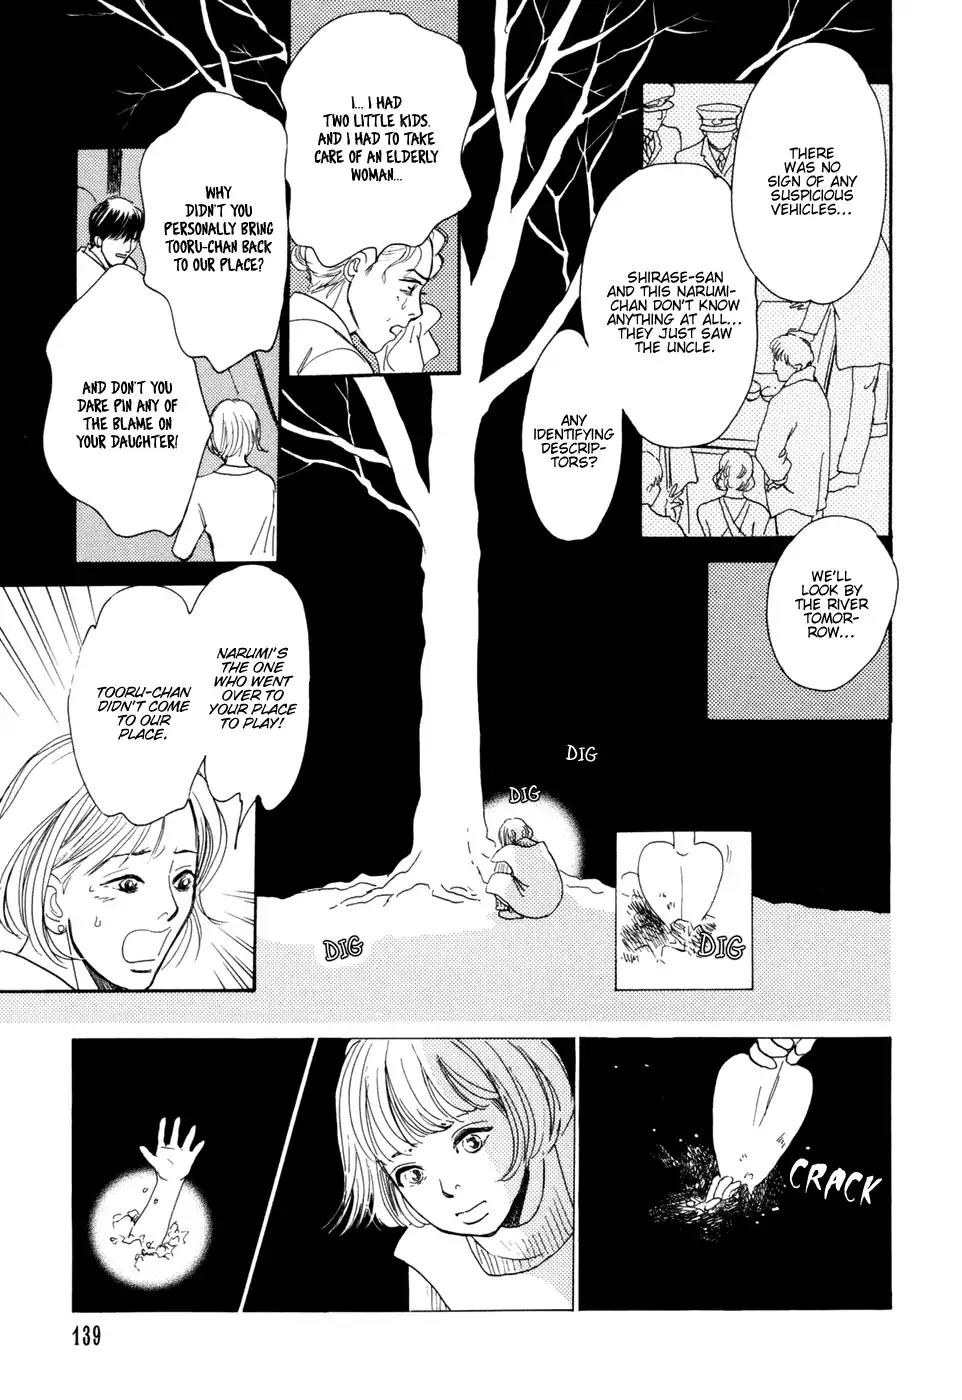 THERE
WAS NO
SIGN OF ANY
SUSPICIOUS
VEHICLES...
SHIRASE-SAN
AND THIS NARUMI-
CHAN DON'T KNOW
ANYTHING AT ALL...
THEY JUST SAW
THE UNCLE.
ANY
IDENTIFYING
DESCRIP-
TORS?
WE'LL
LOOK BY
THE RIVER
TOMOR-
ROW...
I... I HAD
TWO LITTLE KIDS.
AND I HAD TO TAKE
CARE OF AN ELDERLY
WOMAN...
WHY
DIDN'T YOU
PERSONALLY BRING
TOORU-CHAN BACK
TO OUR PLACE?
AND DON'T YOU
DARE PIN ANY OF
THE BLAME ON
YOUR DAUGHTER!
NARUMI'S
THE ONE
WHO WENT
OVER TO
YOUR PLACE
TO PLAY!
TOORU-CHAN
DIDN'T COME
TO OUR
PLACE.
DIG
DIG
DIG
DIG
CRACK
139